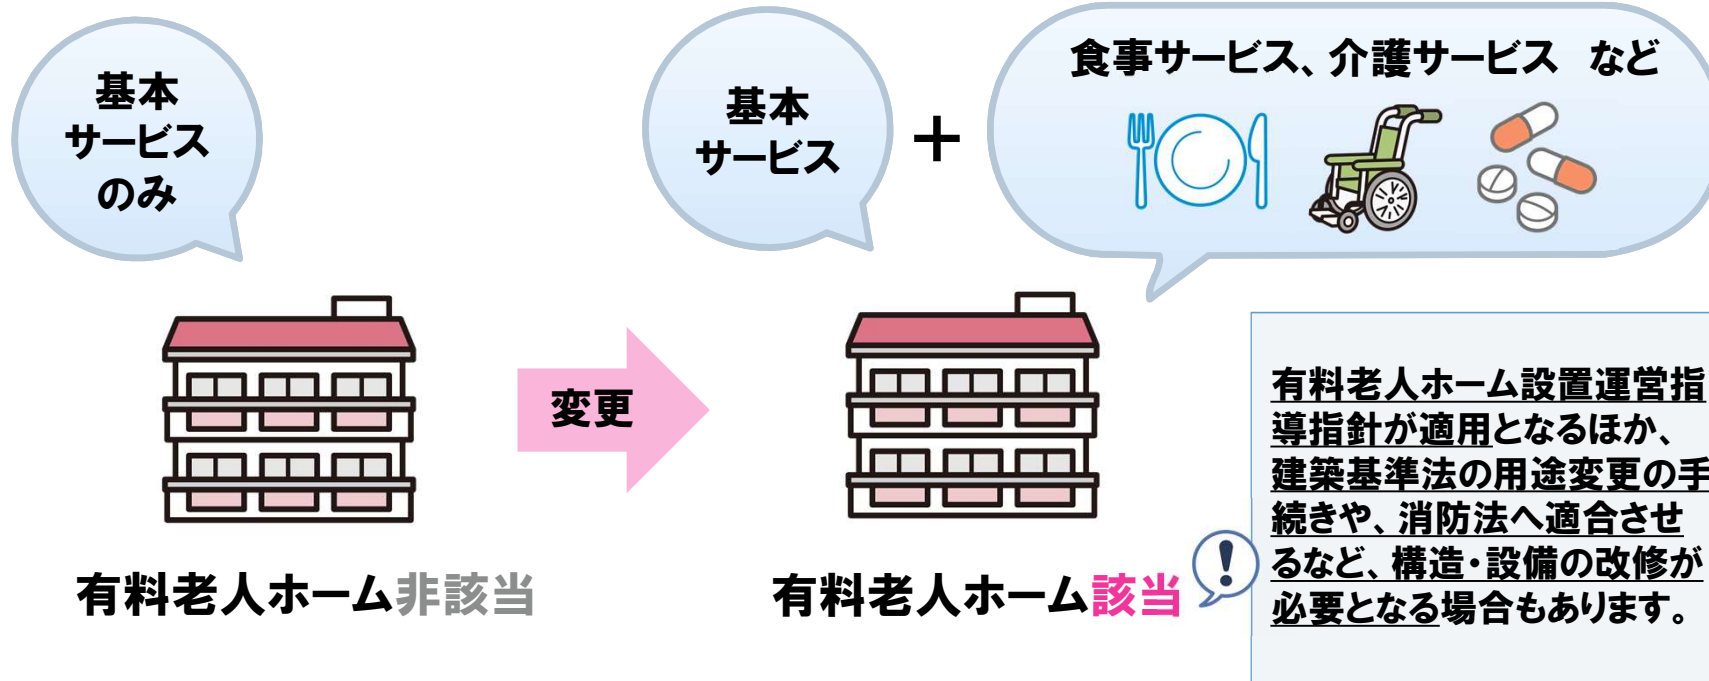 基本
サービス
のみ
基本
サービス
＋
食事サービス、介護サービス など
変更
有料老人ホーム非該当
有料老人ホーム該当
有料老人ホーム設置運営指
導指針が適用となるほか、
建築基準法の用途変更の手
続きや、消防法へ適合させ
るなど、構造・設備の改修が
必要となる場合もあります。